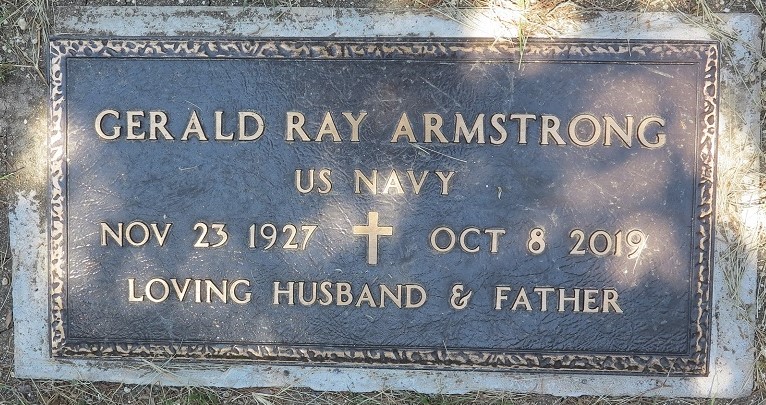 GERALD RAY ARMSTRONG
US NAVY
NOV 23 1927 OCT 8 2019
LOVING HUSBAND & FATHER